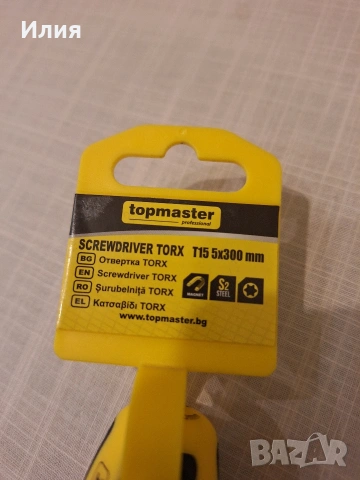 Илия
topmaster
professional
SCREWDRIVER TORX T15 5x300 mm
BG Отвертка TORX
EN Screwdriver TORX
RO Şurubelniţă TORX
EL Κατσαβίδι TORX
MAGNET
S2
STEEL
www.topmaster.bg
BAZAR